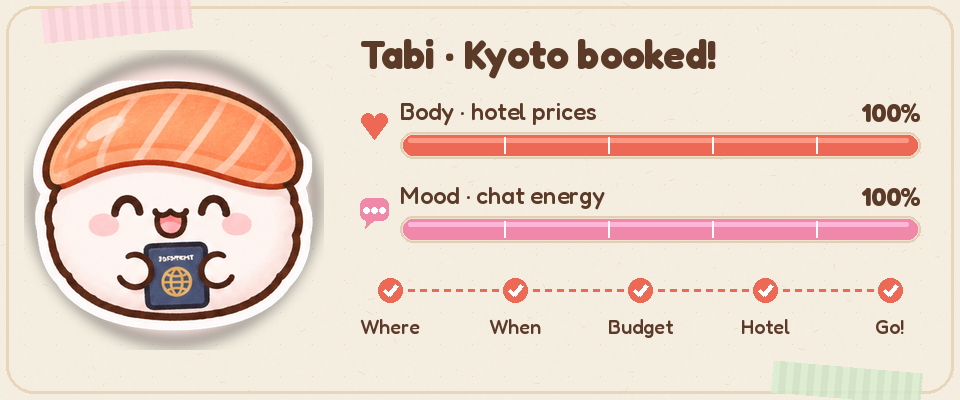 Tabi · Kyoto booked!
Body · hotel prices 100%
Mood · chat energy 100%
Where When Budget Hotel Go!